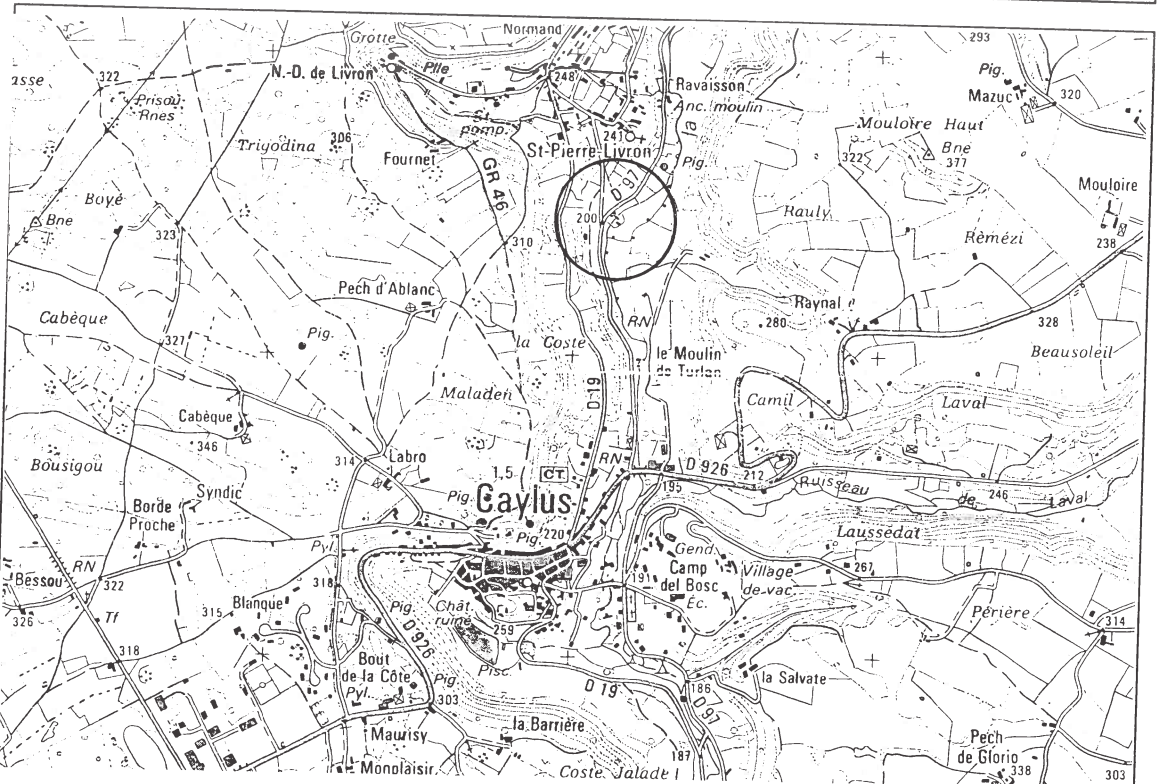 Grotte
Normand
293
asse
322
N.-D. de Livron
Plle
248
Ravaisson
Anc. moulin
Pig.
Mazuc
320
Prisou
Rnes
Trigodina
306
pomp.
241
la
Mouloire Haut
Bne
377
Fournet
St-Pierre-Livron
Pig.
322
Mouloire
GR 46
D 97
Boyé
Bne
323
200
Rauly
310
Rèmézi
238
Pech d'Ablanc
Raynal
Cabèque
Pig.
RN
280
328
327
la Coste
le Moulin
de Turlan
Beausoleil
Maladen
D 19
Camil
Laval
Cabèque
346
Bousigou
314
Labro
1,5
CT.
RN
D 926
212
195
Ruisseau
de
246
Laval
Syndic
Borde
Proche
Pig.
Caylus
Pig.
220
Laussedat
Pyl.
Gend.
Camp
del Bosc
Éc.
Village
de vac.
267
RN
Bessou
322
318
191
326
Tf
315
Blanque
Pig.
D 926
Chât.
ruiné
259
Périère
314
318
Bout
de la Côte
Pyl.
Pig.
303
Pisc.
D 19
186
la Salvate
D 97
Maurisy
la Barrière
187
Pech
de Glorio
338
303
Monplaisir
Coste Jalade